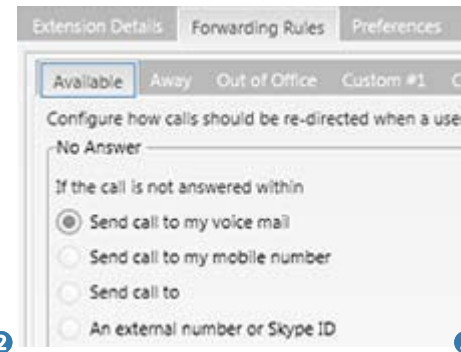 Extension Details Forwarding Rules Preferences
Available Away Out of Office Custom #1 C
Configure how calls should be re-directed when a use
No Answer
If the call is not answered within
Send call to my voice mail
Send call to my mobile number
Send call to
An external number or Skype ID
2